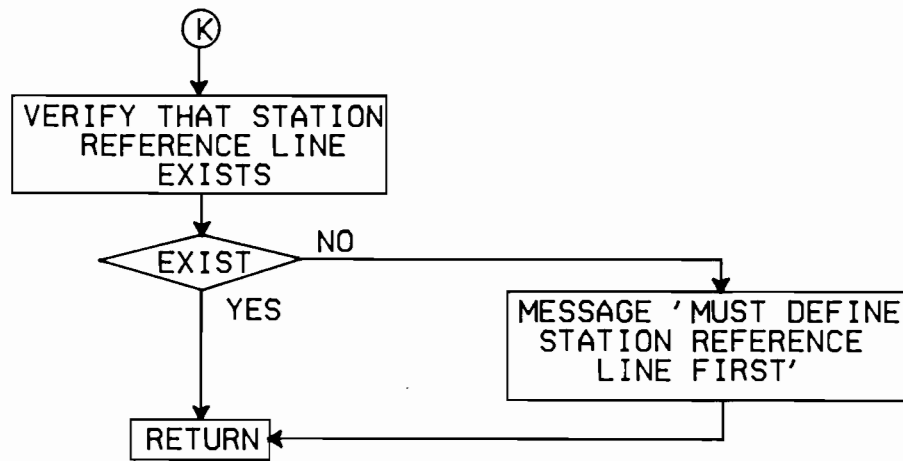 K
VERIFY THAT STATION
REFERENCE LINE
EXISTS
EXIST
NO
YES
MESSAGE 'MUST DEFINE
STATION REFERENCE
LINE FIRST'
RETURN